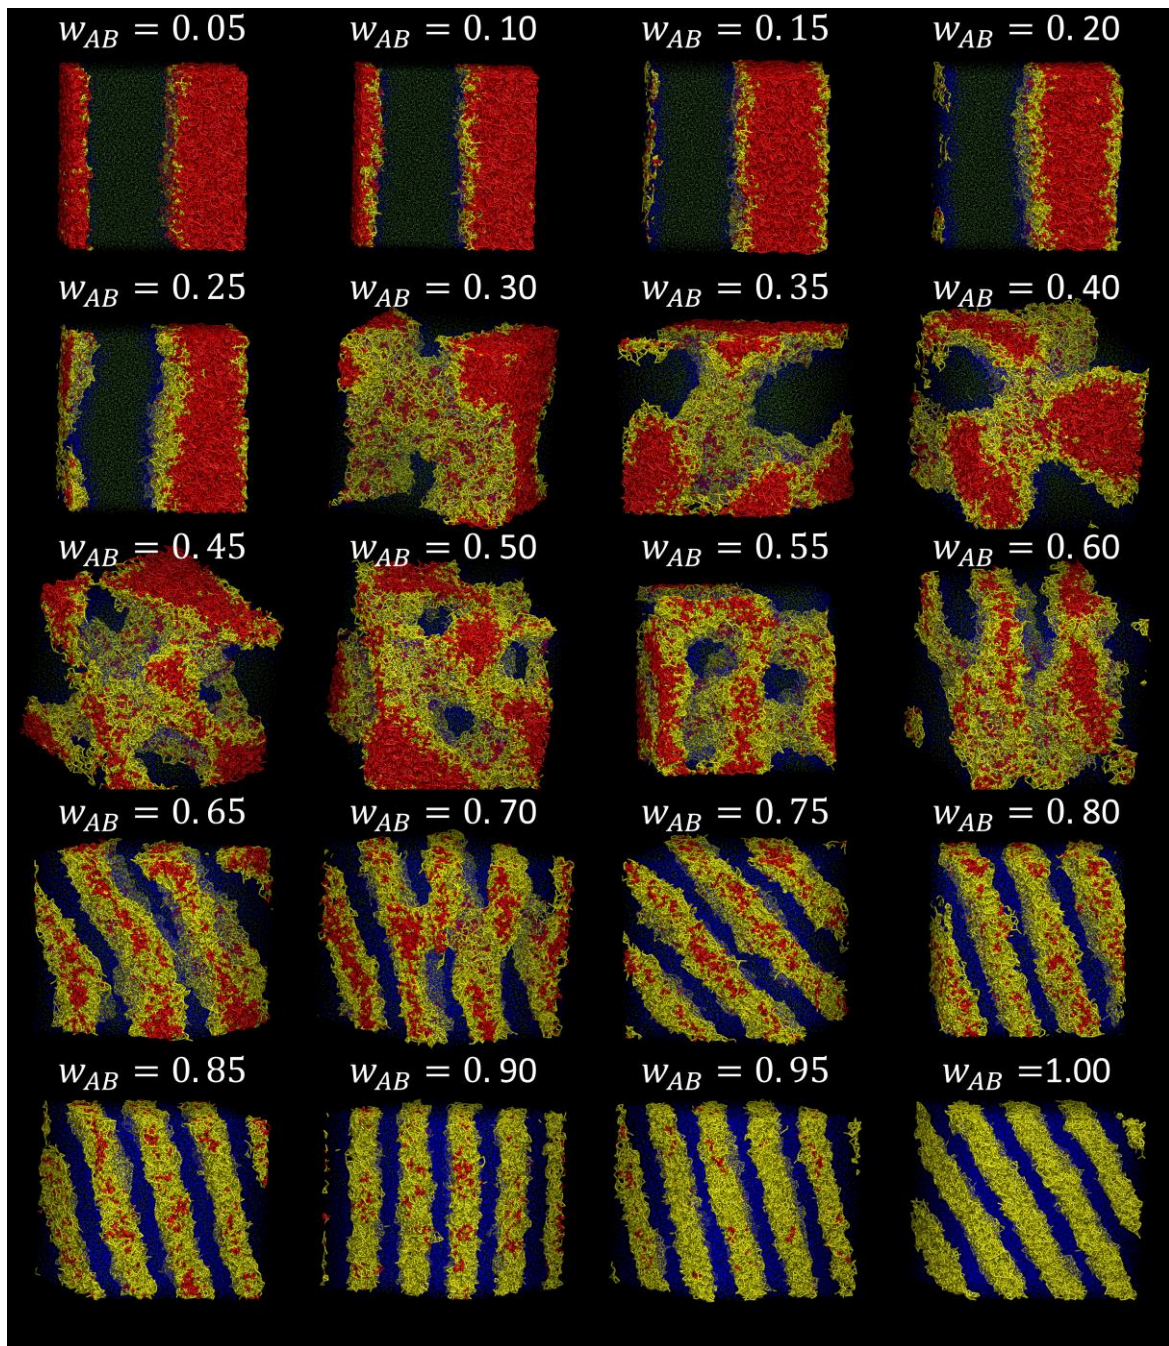 w_AB = 0.05 w_AB = 0.10 w_AB = 0.15 w_AB = 0.20
w_AB = 0.25 w_AB = 0.30 w_AB = 0.35 w_AB = 0.40
w_AB = 0.45 w_AB = 0.50 w_AB = 0.55 w_AB = 0.60
w_AB = 0.65 w_AB = 0.70 w_AB = 0.75 w_AB = 0.80
w_AB = 0.85 w_AB = 0.90 w_AB = 0.95 w_AB =1.00